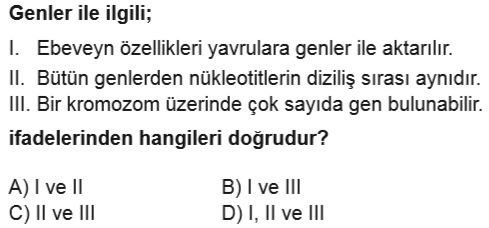 Genler ile ilgili;
I. Ebeveyn özellikleri yavrulara genler ile aktarılır.
II. Bütün genlerden nükleotitlerin diziliş sırası aynıdır.
III. Bir kromozom üzerinde çok sayıda gen bulunabilir.
ifadelerinden hangileri doğrudur?
A) I ve II B) I ve III
C) II ve III D) I, II ve III